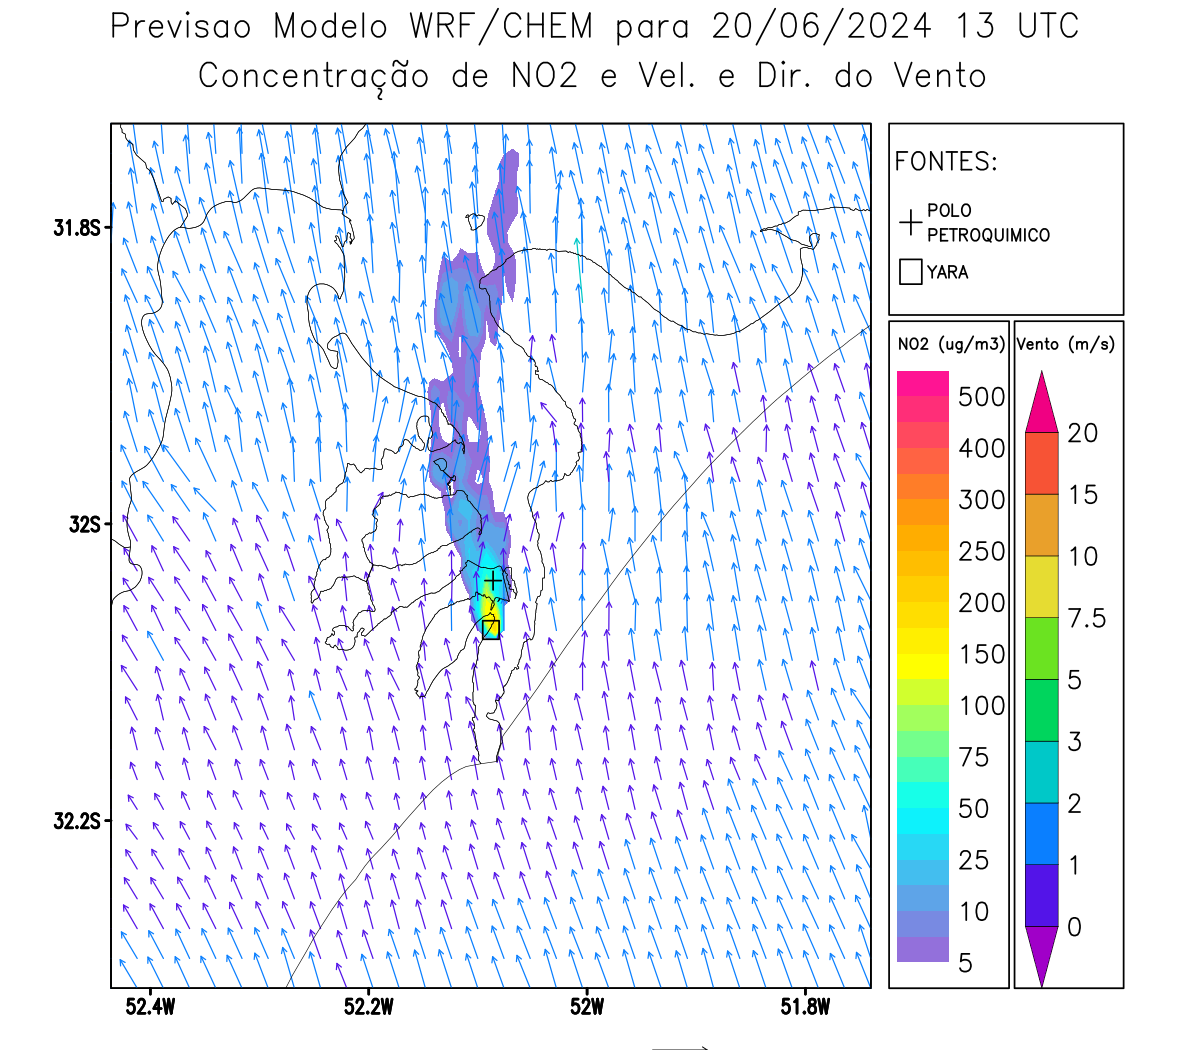 Previsao Modelo WRF/CHEM para 20/06/2024 13 UTC
Concentração de NO2 e Vel. e Dir. do Vento
FONTES:
POLO
PETROQUIMICO
YARA
NO2 (ug/m3)
500
400
300
250
200
150
100
75
50
25
10
5
Vento (m/s)
20
15
10
7.5
5
3
2
1
0
31.8S
32S
32.2S
52.4W
52.2W
52W
51.8W